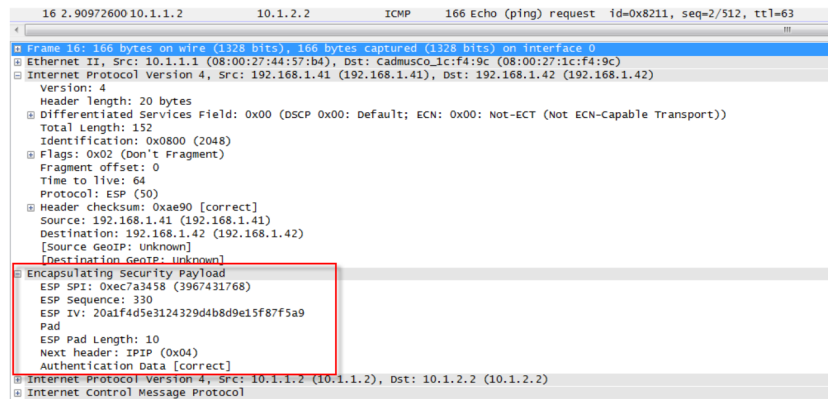 16 2.90972600 10.1.1.2 10.1.2.2 ICMP 166 Echo (ping) request id=0x8211, seq=2/512, ttl=63
Frame 16: 166 bytes on wire (1328 bits), 166 bytes captured (1328 bits) on interface 0
Ethernet II, Src: 10.1.1.1 (08:00:27:44:57:b4), Dst: CadmusCo_1c:f4:9c (08:00:27:1c:f4:9c)
Internet Protocol Version 4, Src: 192.168.1.41 (192.168.1.41), Dst: 192.168.1.42 (192.168.1.42)
Version: 4
Header length: 20 bytes
Differentiated Services Field: 0x00 (DSCP 0x00: Default; ECN: 0x00: Not-ECT (Not ECN-Capable Transport))
Total Length: 152
Identification: 0x0800 (2048)
Flags: 0x02 (Don't Fragment)
Fragment offset: 0
Time to live: 64
Protocol: ESP (50)
Header checksum: 0xae90 [correct]
Source: 192.168.1.41 (192.168.1.41)
Destination: 192.168.1.42 (192.168.1.42)
[Source GeoIP: Unknown]
[Destination GeoIP: Unknown]
Encapsulating Security Payload
ESP SPI: 0xec7a3458 (3967431768)
ESP Sequence: 330
ESP IV: 20a1f4d5e3124329d4b8d9e15f87f5a9
Pad
ESP Pad Length: 10
Next header: IPIP (0x04)
Authentication Data [correct]
Internet Protocol Version 4, Src: 10.1.1.2 (10.1.1.2), Dst: 10.1.2.2 (10.1.2.2)
Internet Control Message Protocol